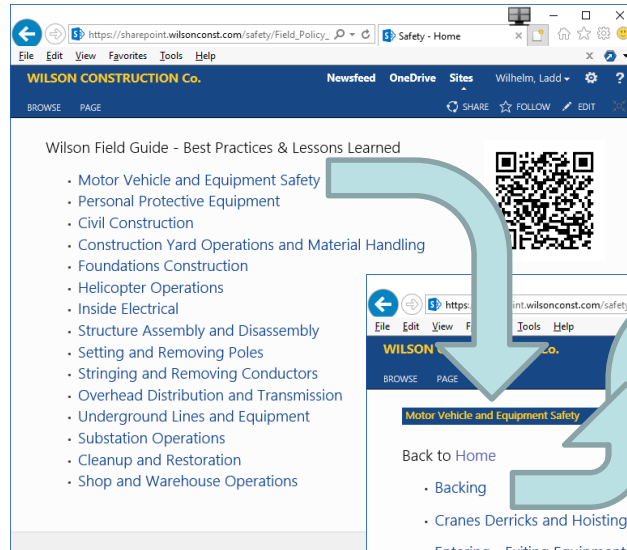 https://sharepoint.wilsonconst.com/safety/Field_Policy_
Safety - Home
File Edit View Favorites Tools Help
WILSON CONSTRUCTION Co. Newsfeed OneDrive Sites Wilhelm, Ladd ?
BROWSE PAGE SHARE FOLLOW EDIT
Wilson Field Guide - Best Practices & Lessons Learned
• Motor Vehicle and Equipment Safety
• Personal Protective Equipment
• Civil Construction
• Construction Yard Operations and Material Handling
• Foundations Construction
• Helicopter Operations
• Inside Electrical
• Structure Assembly and Disassembly
• Setting and Removing Poles
• Stringing and Removing Conductors
• Overhead Distribution and Transmission
• Underground Lines and Equipment
• Substation Operations
• Cleanup and Restoration
• Shop and Warehouse Operations
https: int.wilsonconst.com/safety
File Edit View F Tools Help
WILSON Co.
BROWSE PAGE
Motor Vehicle and Equipment Safety
Back to Home
• Backing
• Cranes Derricks and Hoisting
Entering - Exiting Equipment